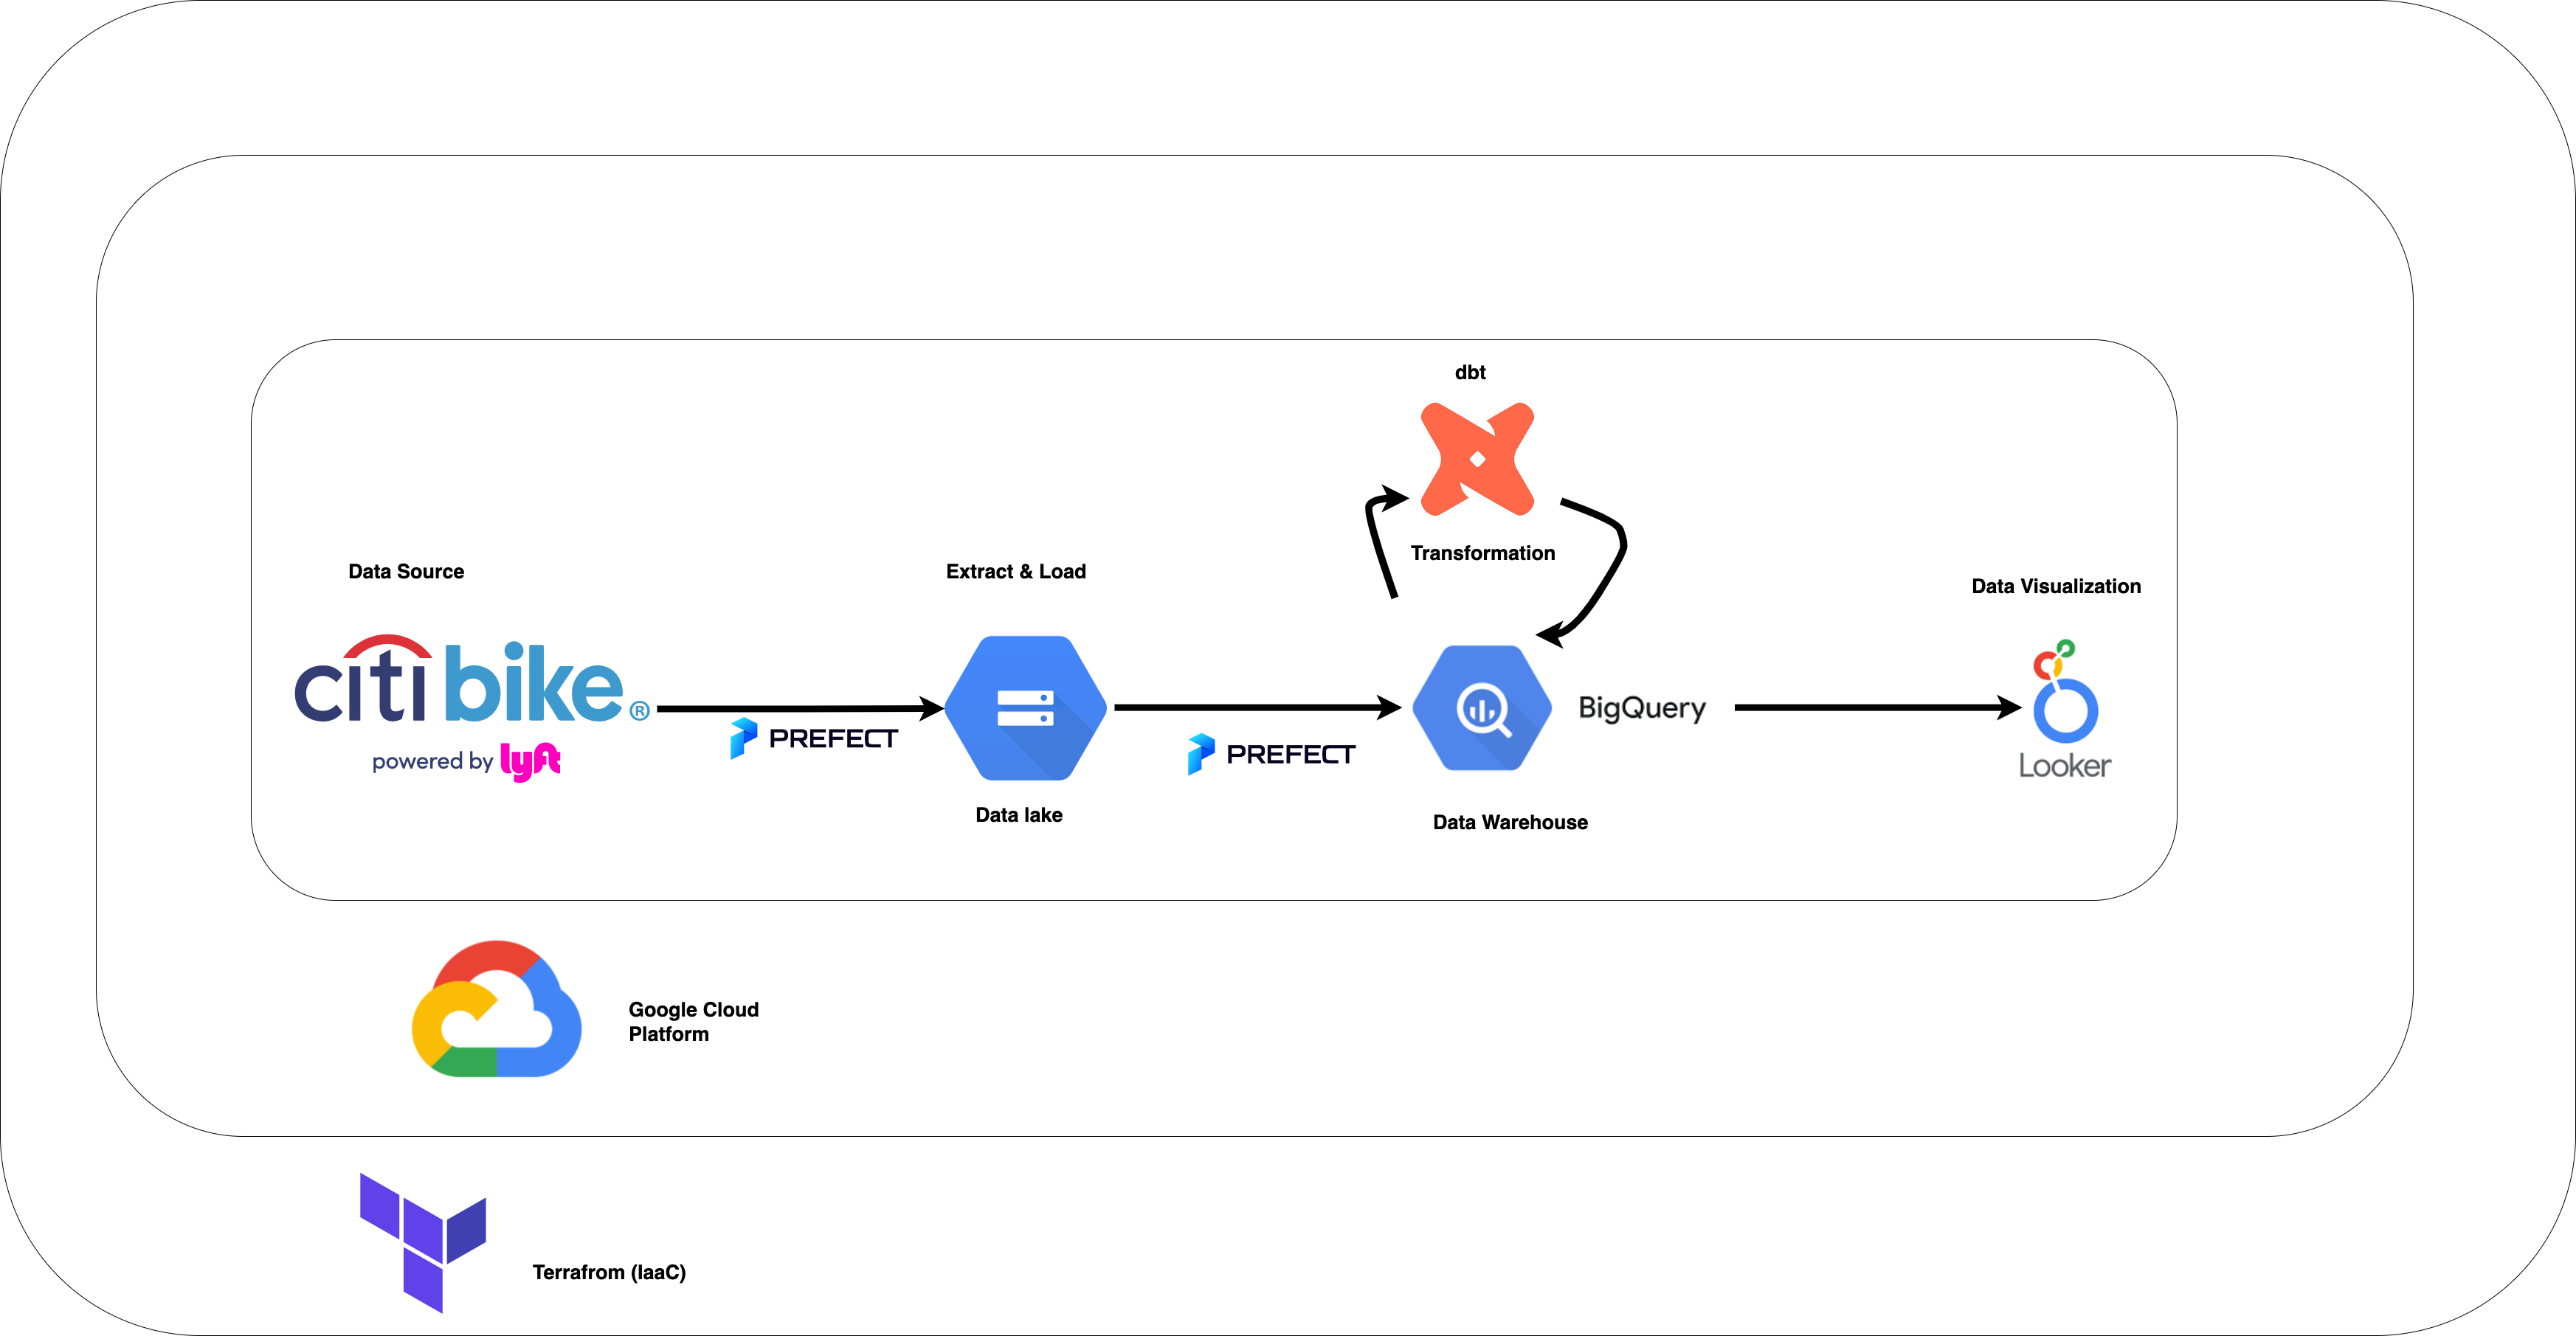 dbt
Transformation
Data Source
Extract & Load
Data Visualization
citi bike®
powered by lyft
PREFECT
PREFECT
BigQuery
Looker
Data lake
Data Warehouse
Google Cloud
Platform
Terrafrom (IaaC)